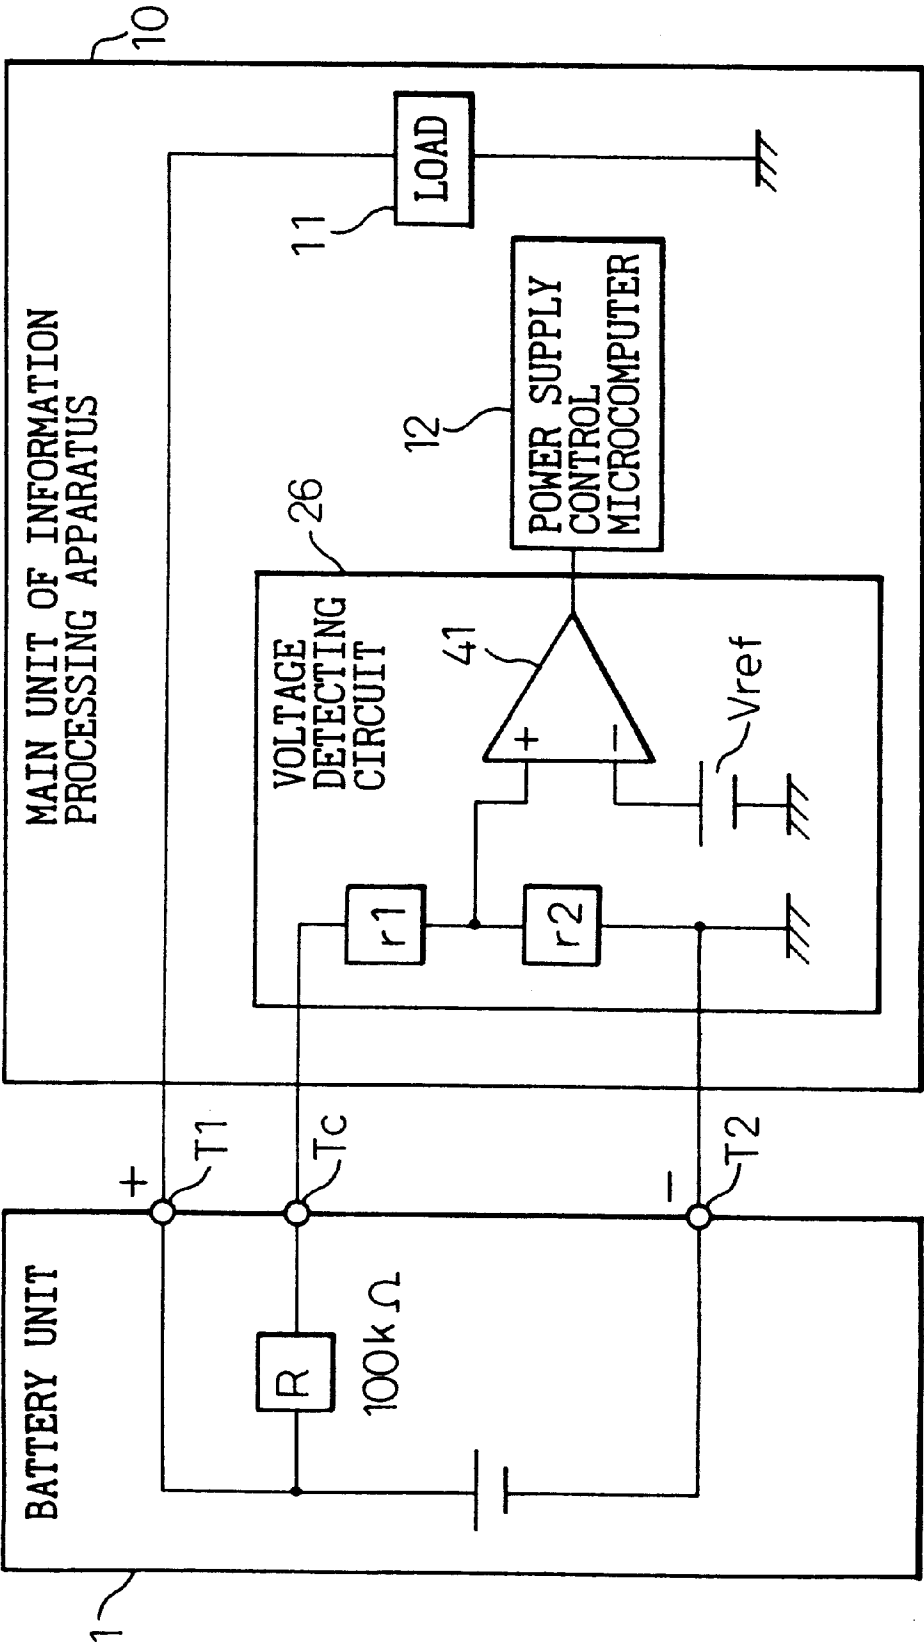 BATTERY UNIT
1
R
100kΩ
+
T1
Tc
−
T2
MAIN UNIT OF INFORMATION
PROCESSING APPARATUS
10
VOLTAGE
DETECTING
CIRCUIT
26
r1
r2
+
−
41
Vref
12
POWER SUPPLY
CONTROL
MICROCOMPUTER
11
LOAD